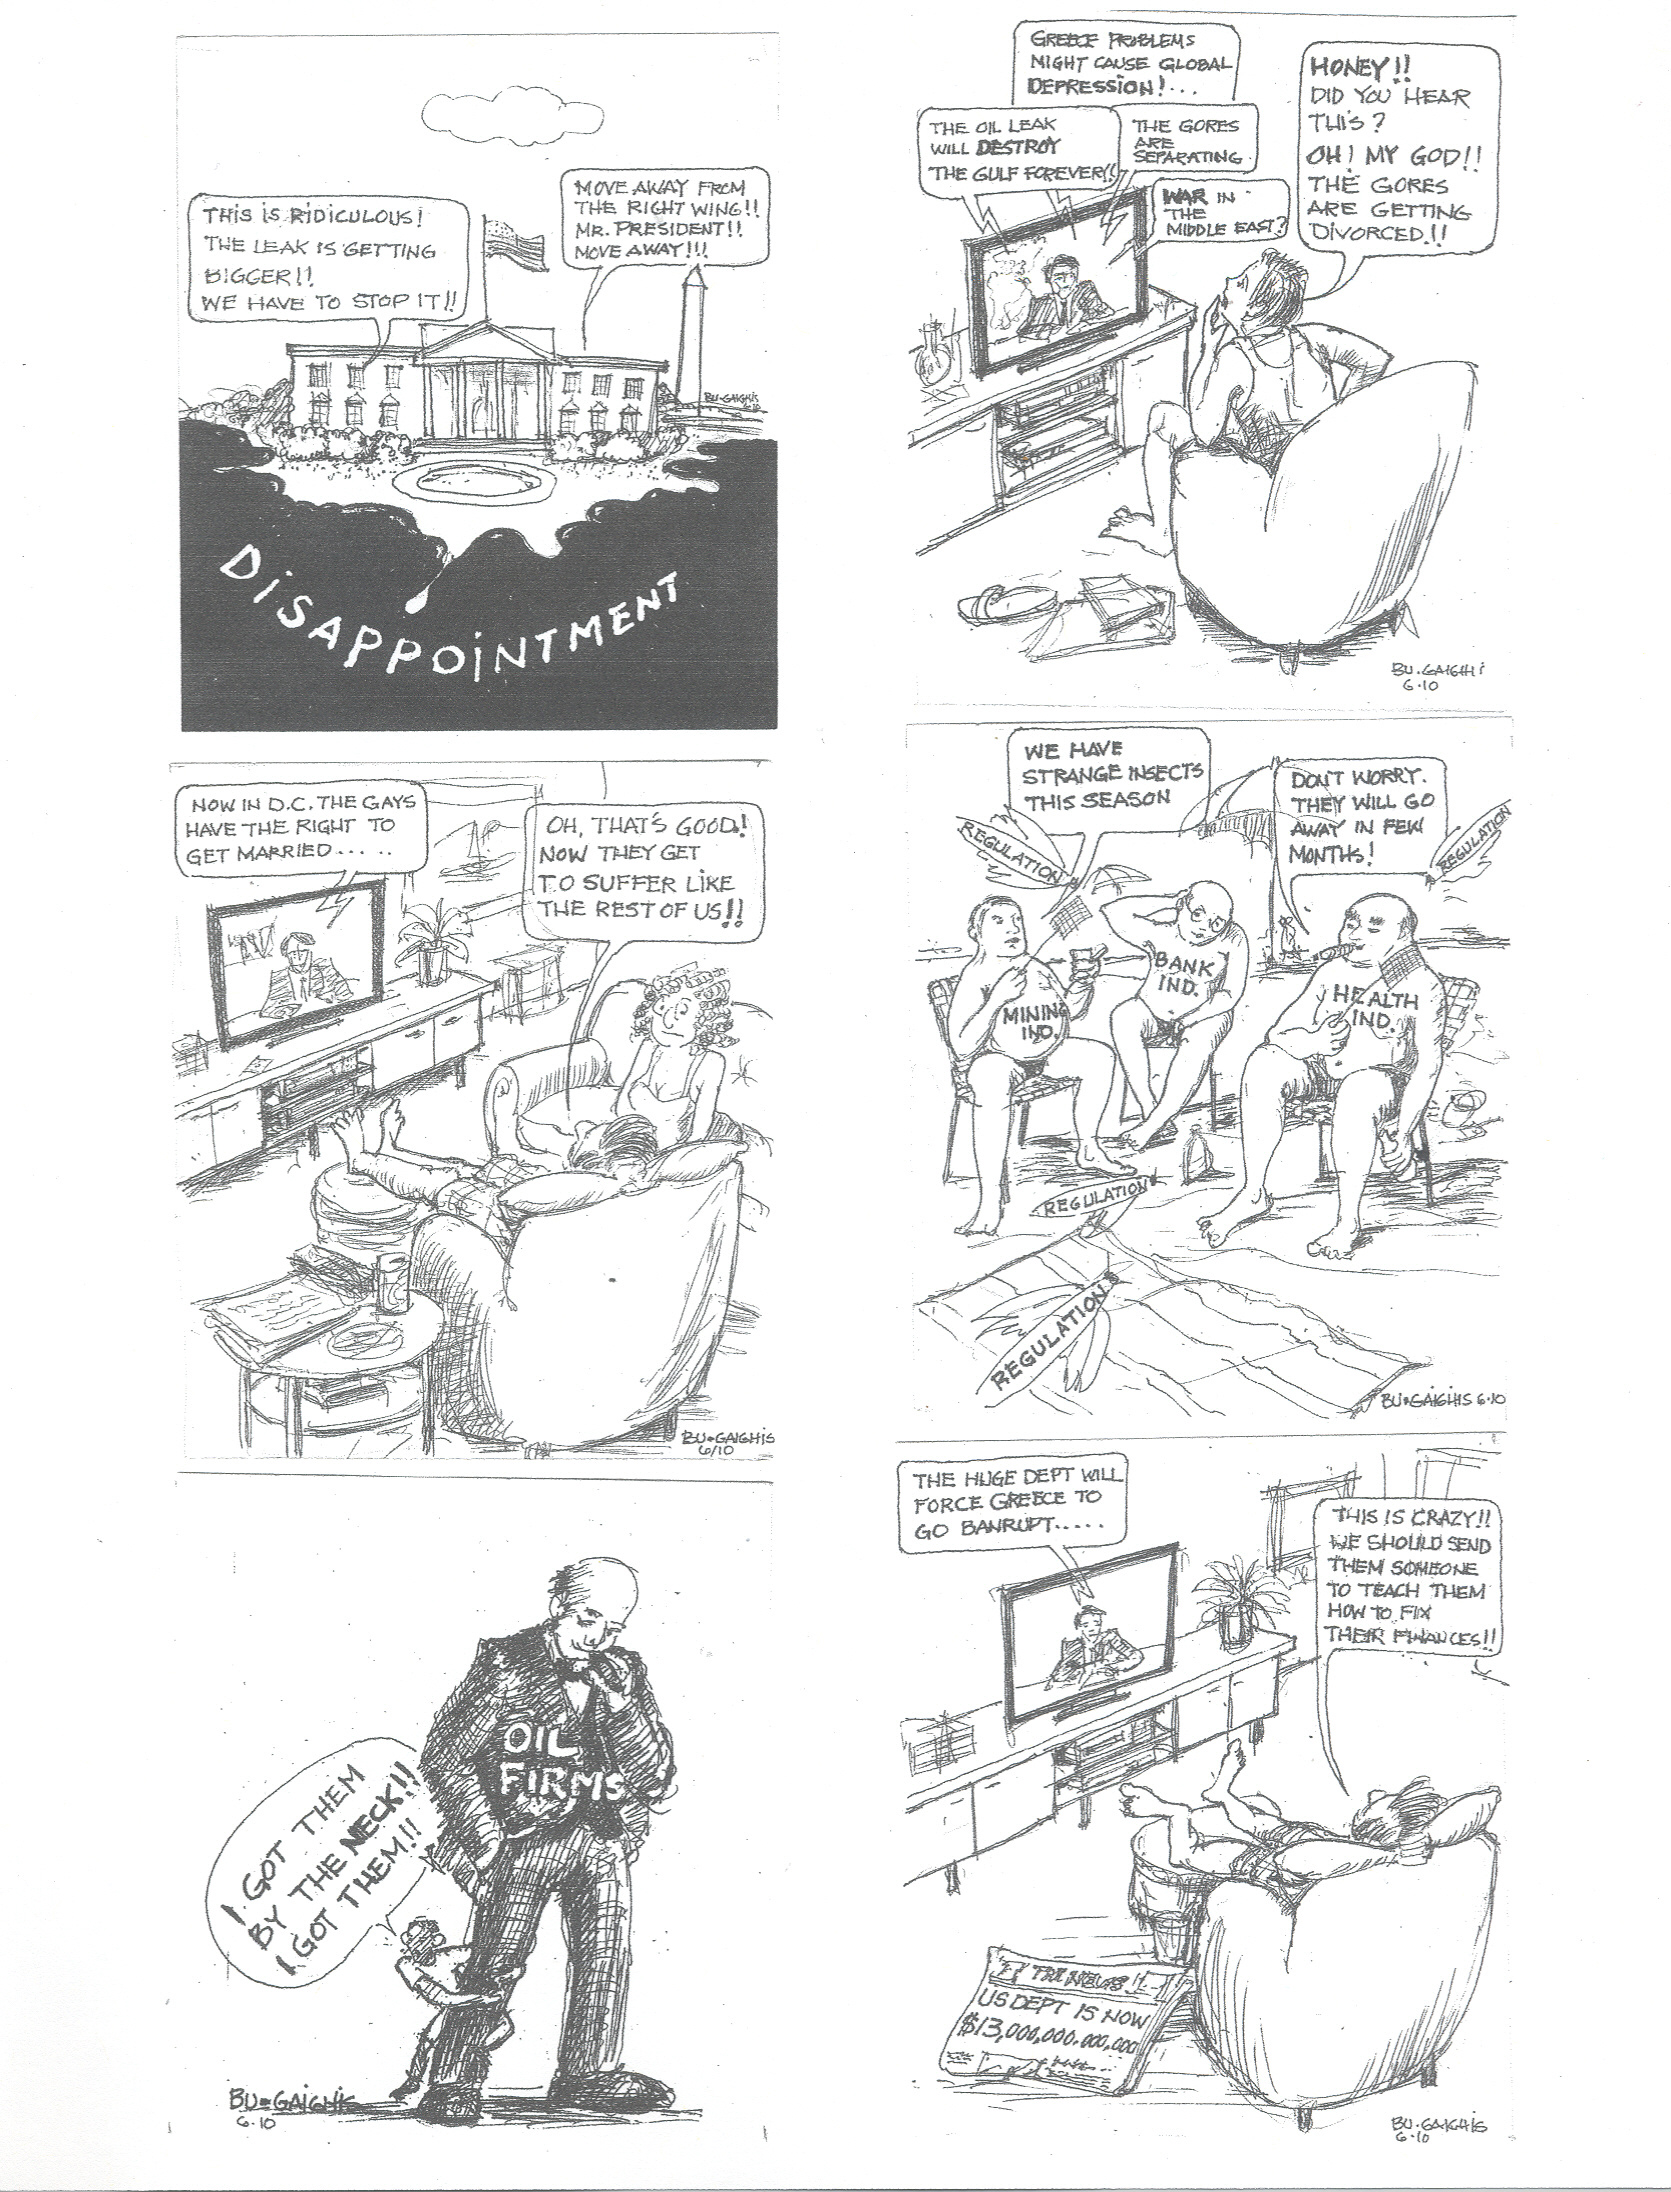 THIS IS RIDICULOUS!
THE LEAK IS GETTING
BIGGER!!
WE HAVE TO STOP IT!!
MOVE AWAY FROM
THE RIGHT WING!!
MR. PRESIDENT!!
MOVE AWAY!!!
BU-GAIGHIS
DISAPPOINTMENT
GREECE PROBLEMS
MIGHT CAUSE GLOBAL
DEPRESSION!...
THE OIL LEAK
WILL DESTROY
THE GULF FOREVER!!
THE GORES
ARE
SEPARATING
WAR IN
THE
MIDDLE EAST?
HONEY!!
DID YOU HEAR
THIS?
OH! MY GOD!!
THE GORES
ARE GETTING
DIVORCED!!
BU-GAIGHI
6-10
NOW IN D.C. THE GAYS
HAVE THE RIGHT TO
GET MARRIED.....
OH, THAT'S GOOD!
NOW THEY GET
TO SUFFER LIKE
THE REST OF US!!
BU-GAIGHIS
6/10
WE HAVE
STRANGE INSECTS
THIS SEASON
DON'T WORRY.
THEY WILL GO
AWAY IN FEW
MONTHS!
REGULATION
REGULATION
MINING
IND.
BANK
IND.
HEALTH
IND.
REGULATION
REGULATION
BU-GAIGHIS 6-10
I GOT THEM
BY THE NECK!!
I GOT THEM!!
OIL
FIRMS
BU-GAIGHIS
6-10
THE HUGE DEPT WILL
FORCE GREECE TO
GO BANRUPT.....
THIS IS CRAZY!!
WE SHOULD SEND
THEM SOMEONE
TO TEACH THEM
HOW TO FIX
THEIR FINANCES!!
THE NEWS
US DEPT IS NOW
$13,000,000,000,000
BU-GAIGHIS
6-10